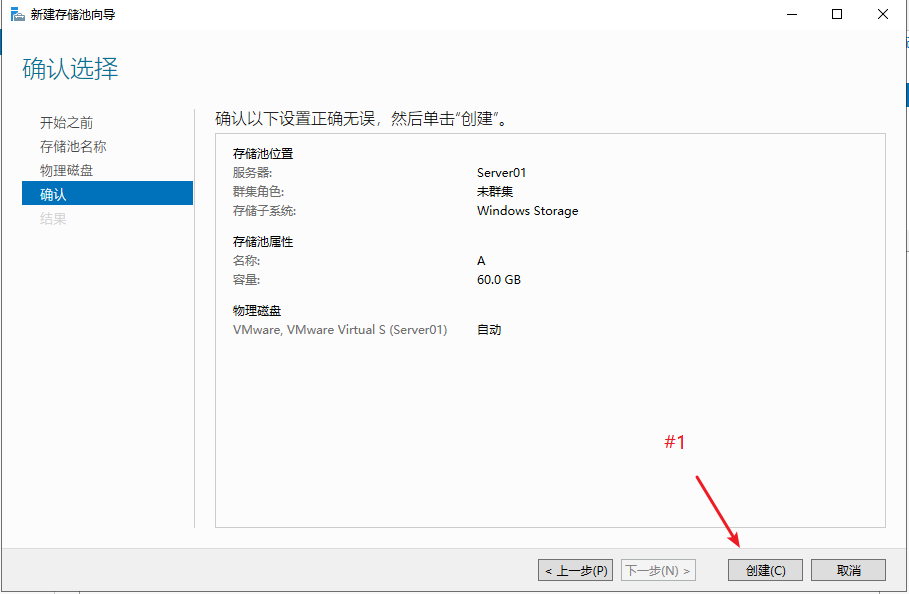 新建存储池向导
确认选择
开始之前
存储池名称
物理磁盘
确认
结果
确认以下设置正确无误，然后单击“创建”。
存储池位置
服务器: Server01
群集角色: 未群集
存储子系统: Windows Storage
存储池属性
名称: A
容量: 60.0 GB
物理磁盘
VMware, VMware Virtual S (Server01) 自动
#1
< 上一步(P) 下一步(N) > 创建(C) 取消